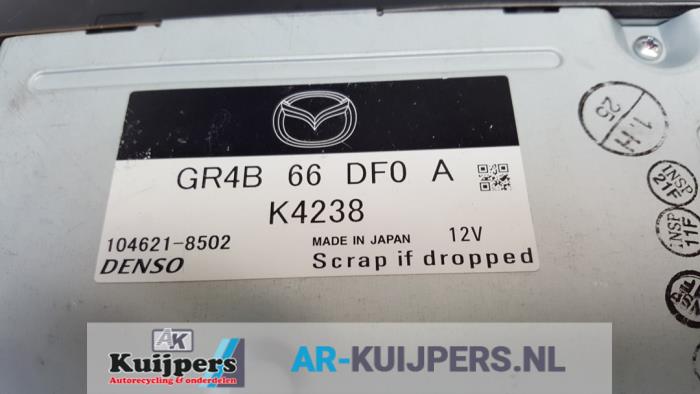 GR4B 66 DF0 A
K4238
104621-8502 MADE IN JAPAN 12V
DENSO Scrap if dropped
25 1.H
INSP
21F
INSP
11F
AK
Kuijpers
Autorecycling & onderdelen
AR-KUIJPERS.NL